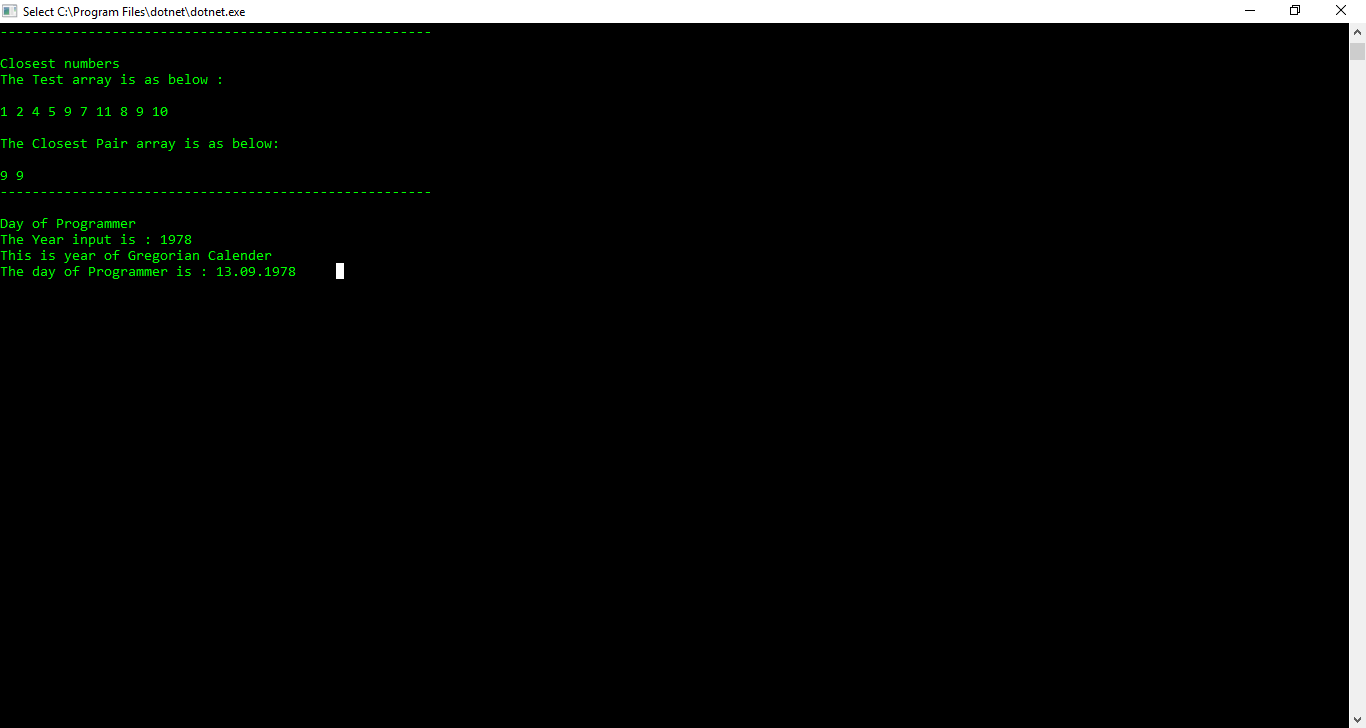 Select C:\Program Files\dotnet\dotnet.exe
------------------------------------------------------
Closest numbers
The Test array is as below :
1 2 4 5 9 7 11 8 9 10
The Closest Pair array is as below:
9 9
------------------------------------------------------
Day of Programmer
The Year input is : 1978
This is year of Gregorian Calender
The day of Programmer is : 13.09.1978